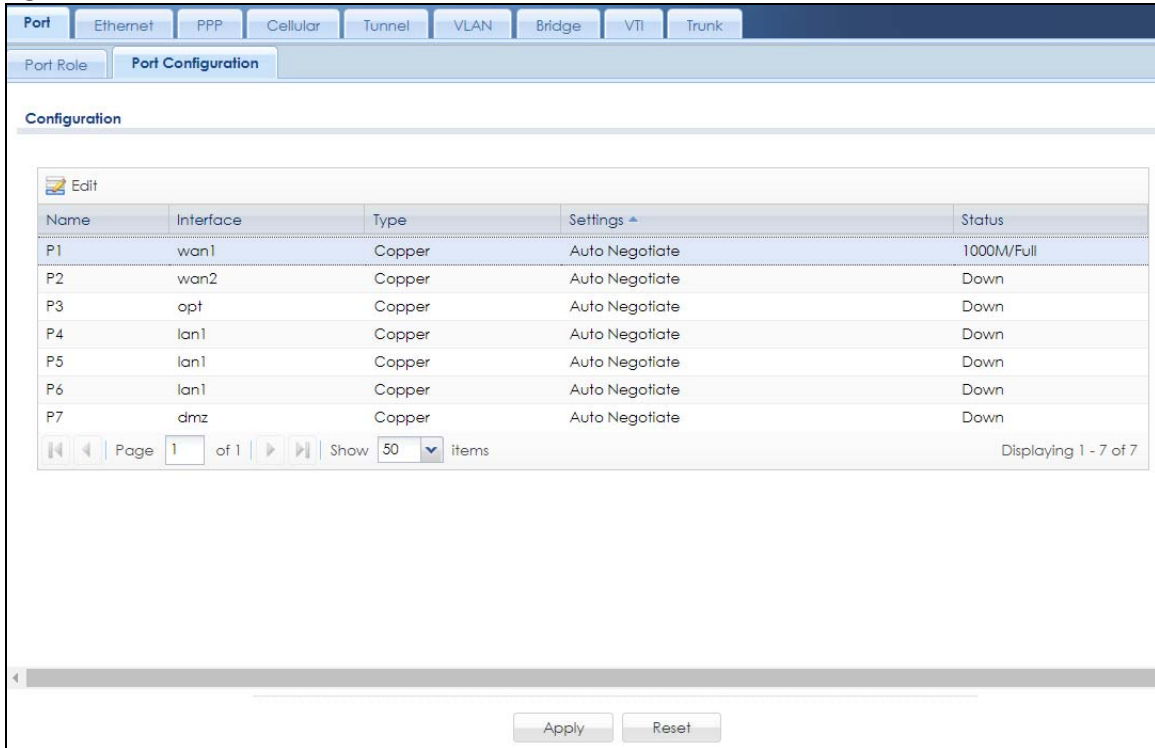 Port Ethernet PPP Cellular Tunnel VLAN Bridge VTI Trunk
Port Role Port Configuration
Configuration
Edit
Name Interface Type Settings Status
P1 wan1 Copper Auto Negotiate 1000M/Full
P2 wan2 Copper Auto Negotiate Down
P3 opt Copper Auto Negotiate Down
P4 lan1 Copper Auto Negotiate Down
P5 lan1 Copper Auto Negotiate Down
P6 lan1 Copper Auto Negotiate Down
P7 dmz Copper Auto Negotiate Down
Page 1 of 1 Show 50 items Displaying 1 - 7 of 7
Apply Reset